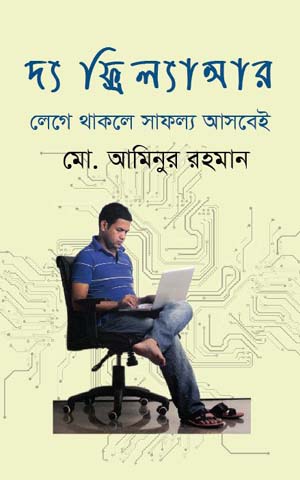 দ্য ফ্রিল্যান্সার
লেগে থাকলে সাফল্য আসবেই
মো. আমিনুর রহমান